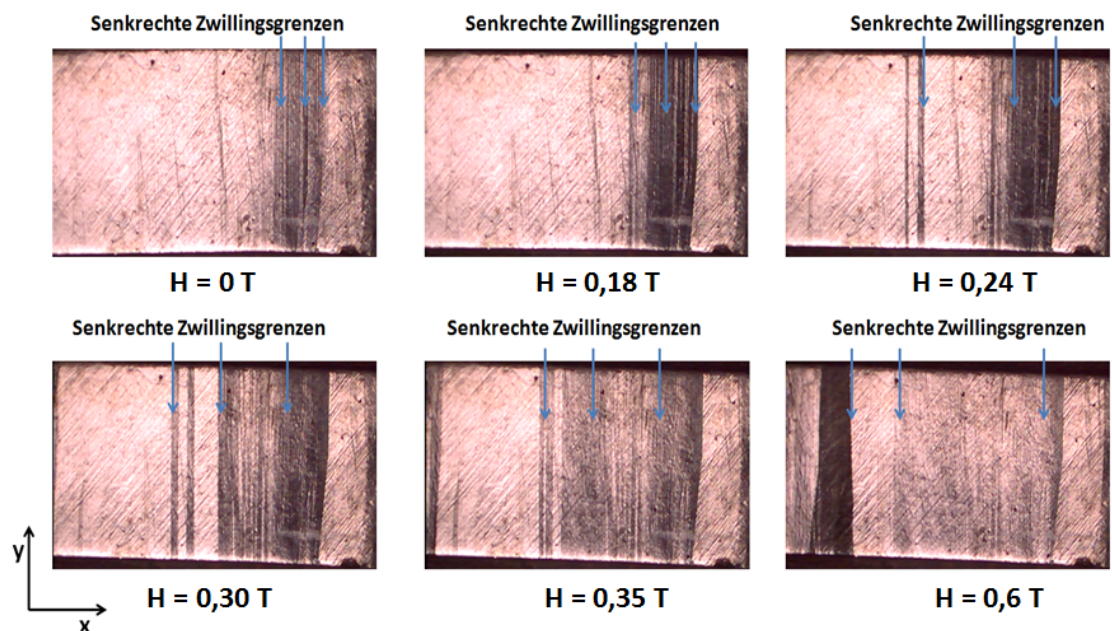 Senkrechte Zwillingsgrenzen
Senkrechte Zwillingsgrenzen
Senkrechte Zwillingsgrenzen
H = 0 T
H = 0,18 T
H = 0,24 T
Senkrechte Zwillingsgrenzen
Senkrechte Zwillingsgrenzen
Senkrechte Zwillingsgrenzen
y
x
H = 0,30 T
H = 0,35 T
H = 0,6 T